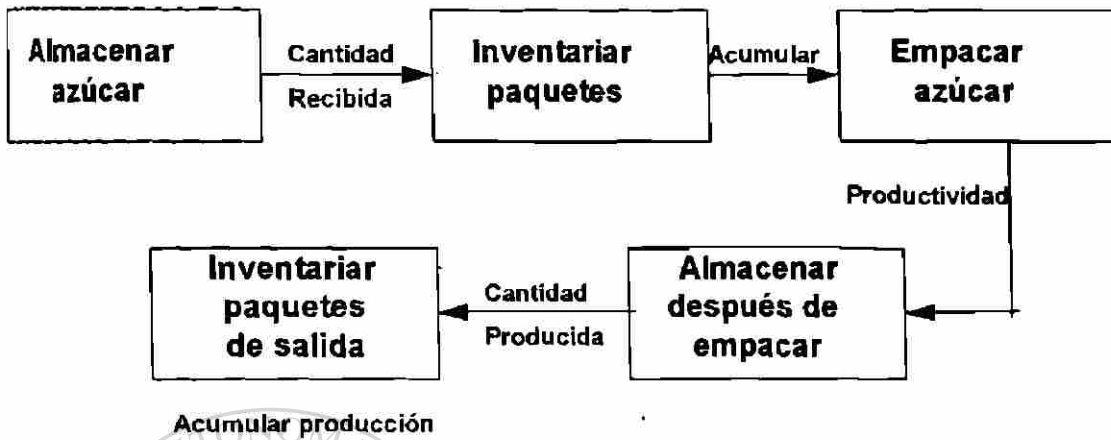 Almacenar
azúcar
Cantidad
Recibida
Inventariar
paquetes
Acumular
Empacar
azúcar
Productividad
Almacenar
después de
empacar
Cantidad
Producida
Inventariar
paquetes
de salida
Acumular producción